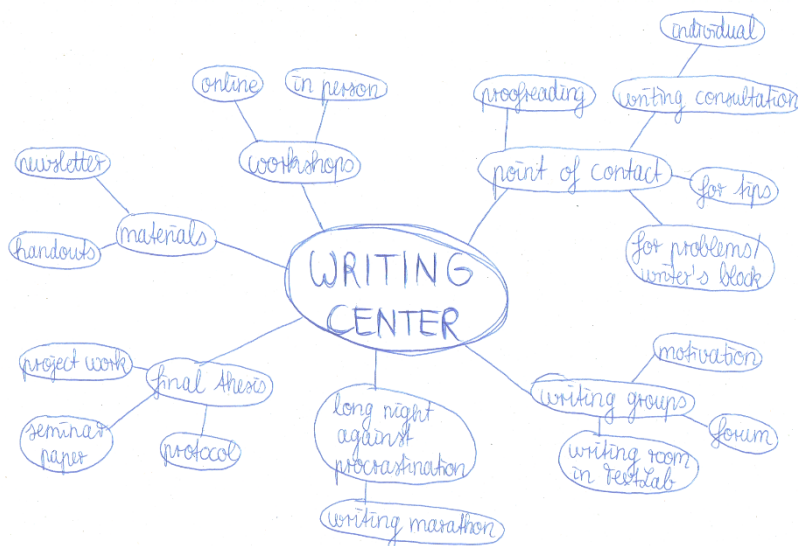 individual
online
in person
proofreading
writing consultation
workshops
point of contact
newsletter
for tips
materials
handouts
for problems/
writer's block
WRITING
CENTER
project work
final thesis
motivation
writing groups
long night
against
procrastination
seminar
paper
protocol
forum
writing room
in TextLab
writing marathon